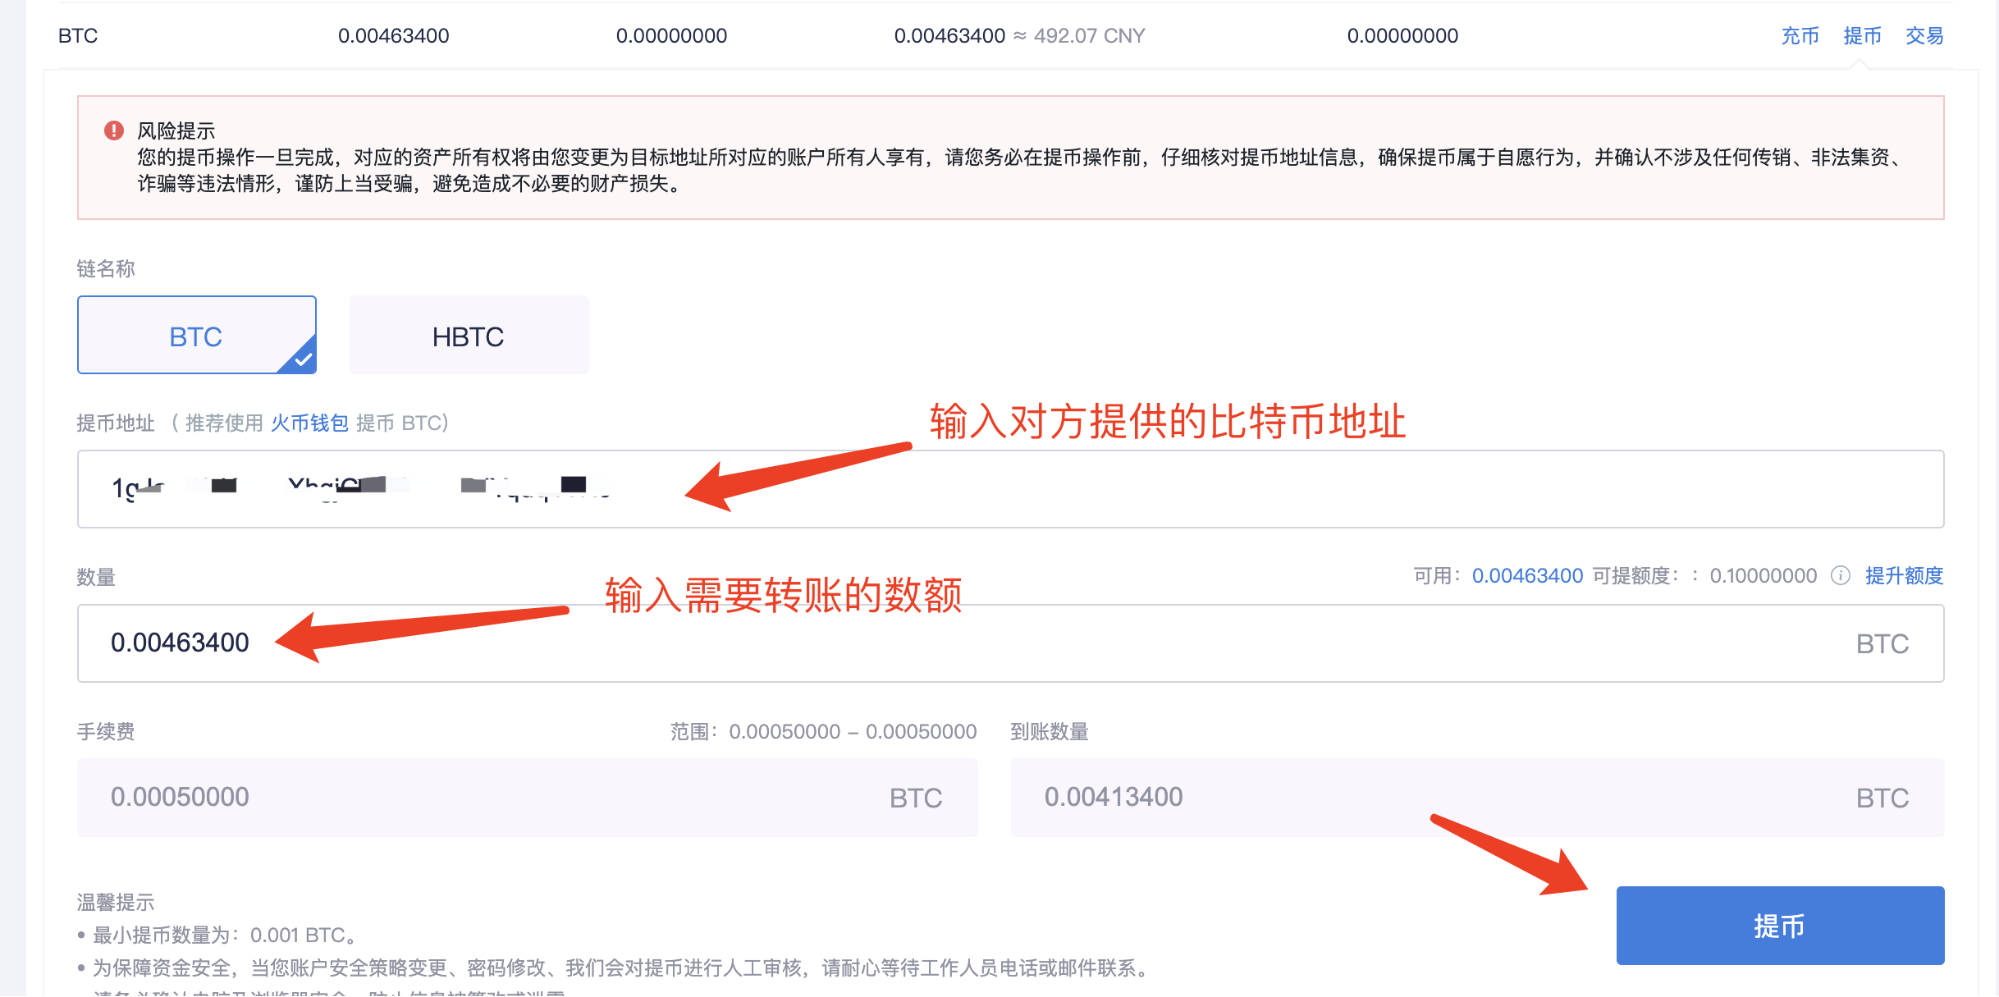 BTC 0.00463400 0.00000000 0.00463400 ≈ 492.07 CNY 0.00000000 充币 提币 交易
风险提示
您的提币操作一旦完成，对应的资产所有权将由您变更为目标地址所对应的账户所有人享有，请您务必在提币操作前，仔细核对提币地址信息，确保提币属于自愿行为，并确认不涉及任何传销、非法集资、
诈骗等违法情形，谨防上当受骗，避免造成不必要的财产损失。
链名称
BTC HBTC
输入对方提供的比特币地址
提币地址 （ 推荐使用 火币钱包 提币 BTC)
数量 可用： 0.00463400 可提额度： : 0.10000000 提升额度
输入需要转账的数额
0.00463400 BTC
手续费 范围：0.00050000 – 0.00050000 到账数量
0.00050000 BTC 0.00413400 BTC
温馨提示
• 最小提币数量为：0.001 BTC。
提币
• 为保障资金安全，当您账户安全策略变更、密码修改、我们会对提币进行人工审核，请耐心等待工作人员电话或邮件联系。